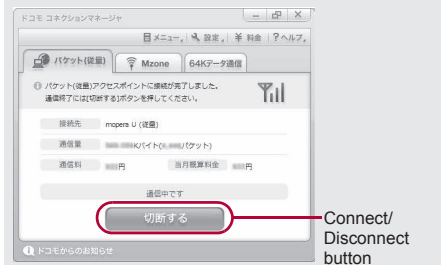 ドコモ コネクションマネージャ
メニュー 設定 ¥ 料金 ? ヘルプ
パケット(従量) Mzone 64Kデータ通信
パケット(従量)アクセスポイントに接続が完了しました。
通信終了には[切断する]ボタンを押してください。
接続先 mopera U (従量)
通信量 Kバイト( パケット)
通信料 円 当月概算料金 円
通信中です
切断する
ドコモからのお知らせ
Connect/
Disconnect
button